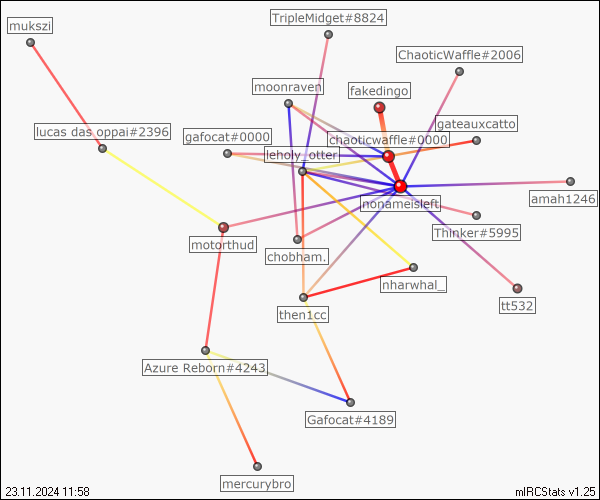 TripleMidget#8824
mukszi
ChaoticWaffle#2006
moonraven
fakedingo
gateauxcatto
lucas das oppai#2396
gafocat#0000
chaoticwaffle#0000
leholy_otter
amah1246
nonameisleft
Thinker#5995
motorthud
chobham.
nharwhal_
tt532
then1cc
Azure Reborn#4243
Gafocat#4189
mercurybro
23.11.2024 11:58
mIRCStats v1.25